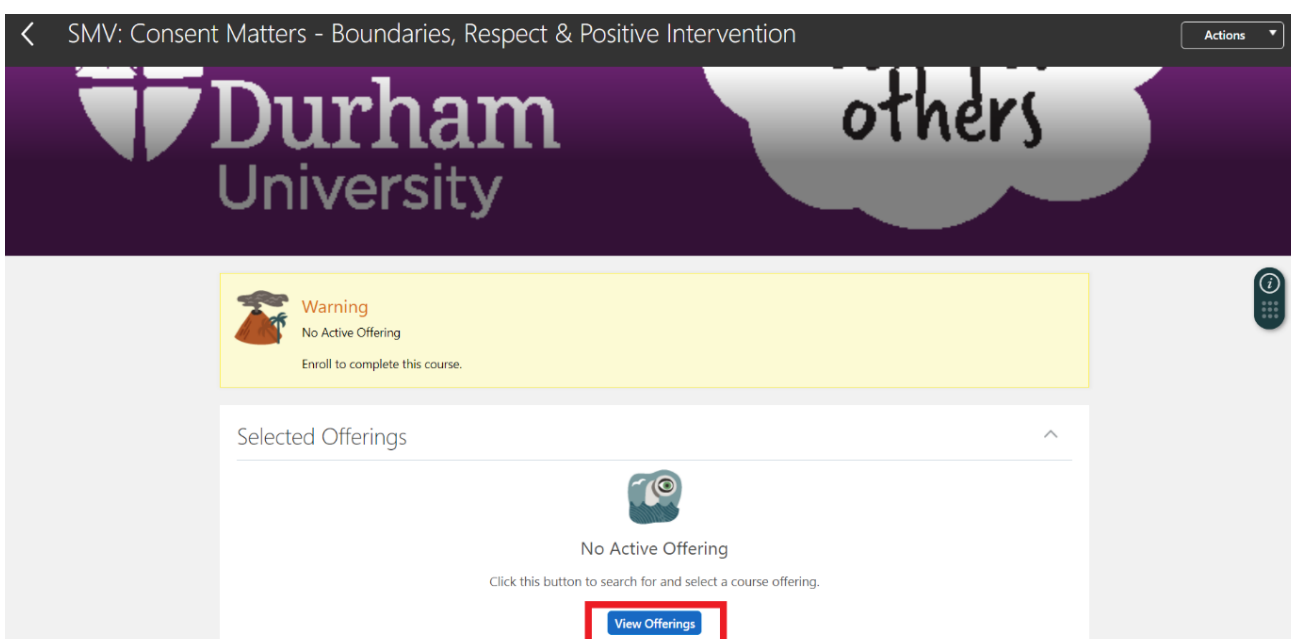 SMV: Consent Matters - Boundaries, Respect & Positive Intervention
Actions
Durham
University
others
Warning
No Active Offering
Enroll to complete this course.
Selected Offerings
No Active Offering
Click this button to search for and select a course offering.
View Offerings